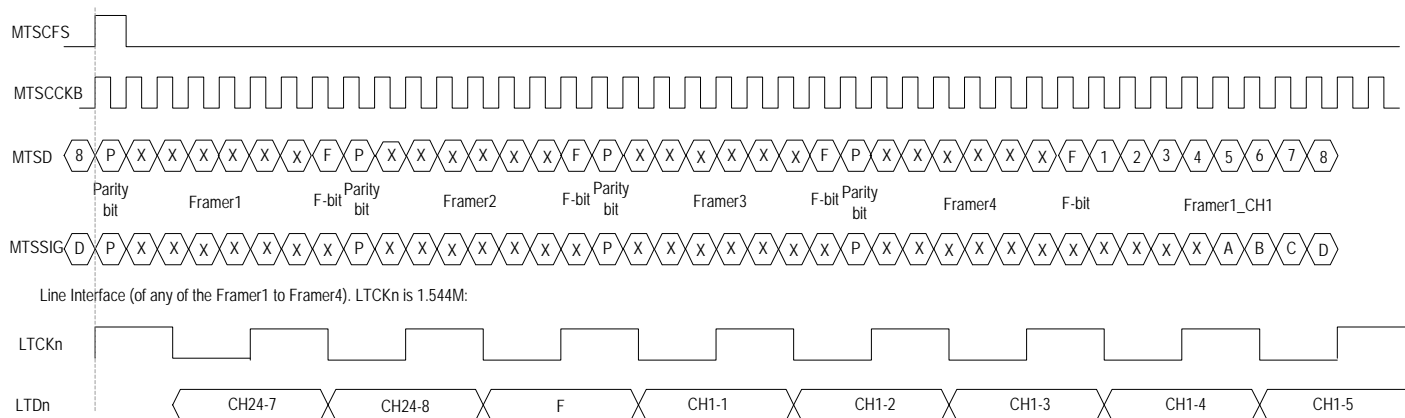 MTSCFS
MTSCCKB
MTSD 8 P X X X X X X F P X X X X X X F P X X X X X X F P X X X X X X F 1 2 3 4 5 6 7 8
Parity bit Framer1 F-bit Parity bit Framer2 F-bit Parity bit Framer3 F-bit Parity bit Framer4 F-bit Framer1_CH1
MTSSIG D P X X X X X X X P X X X X X X X P X X X X X X X P X X X X X X X X X X X A B C D
Line Interface (of any of the Framer1 to Framer4). LTCKn is 1.544M:
LTCKn
LTDn CH24-7 CH24-8 F CH1-1 CH1-2 CH1-3 CH1-4 CH1-5